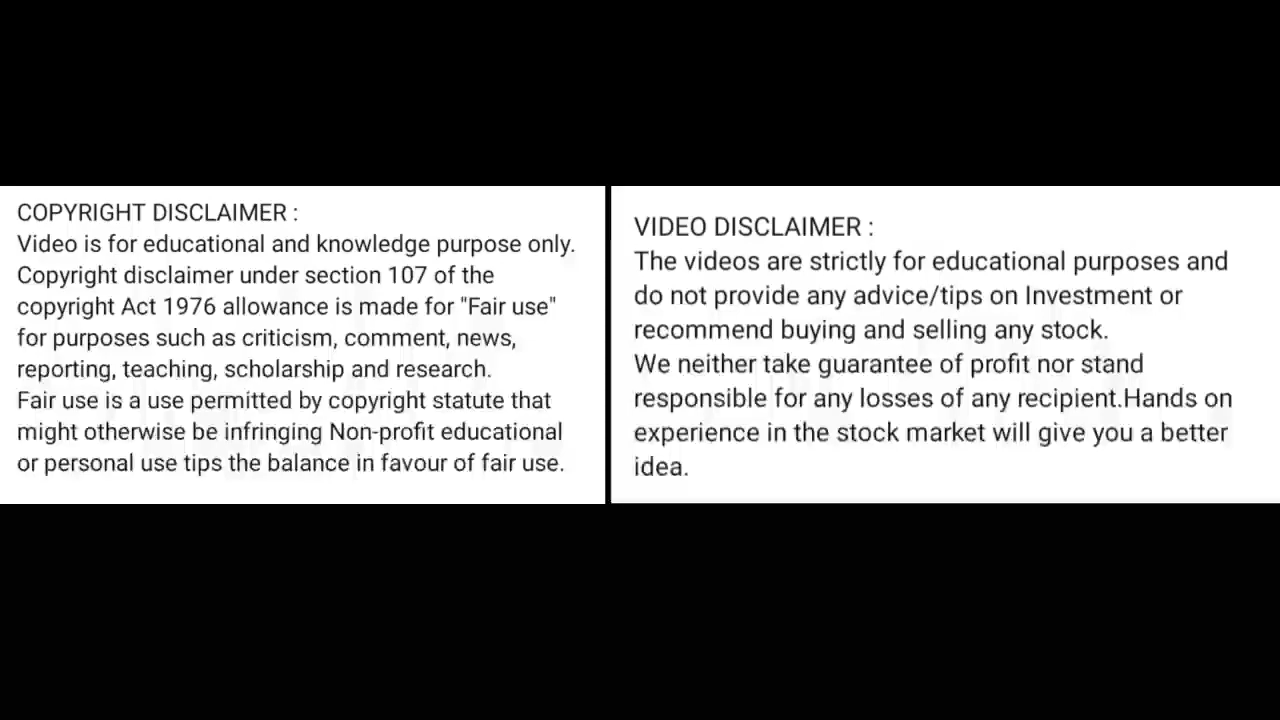 COPYRIGHT DISCLAIMER :
Video is for educational and knowledge purpose only.
Copyright disclaimer under section 107 of the
copyright Act 1976 allowance is made for "Fair use"
for purposes such as criticism, comment, news,
reporting, teaching, scholarship and research.
Fair use is a use permitted by copyright statute that
might otherwise be infringing Non-profit educational
or personal use tips the balance in favour of fair use.
VIDEO DISCLAIMER :
The videos are strictly for educational purposes and
do not provide any advice/tips on Investment or
recommend buying and selling any stock.
We neither take guarantee of profit nor stand
responsible for any losses of any recipient.Hands on
experience in the stock market will give you a better
idea.